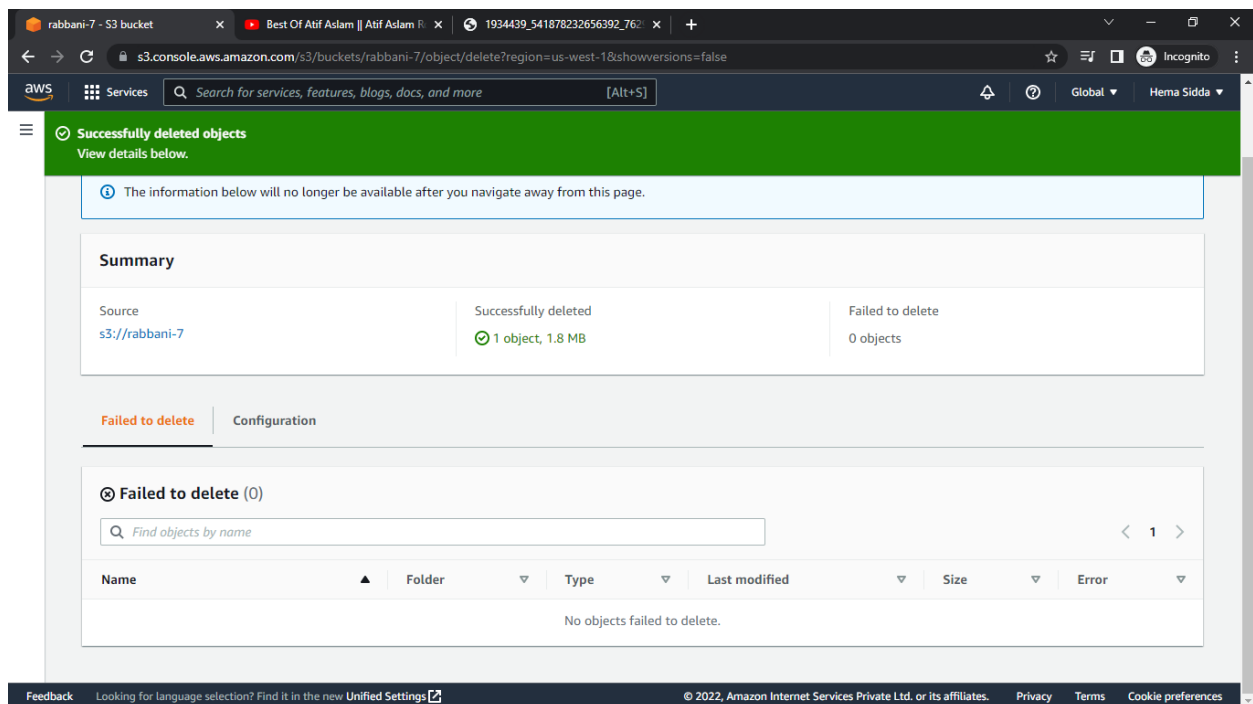 rabbani-7 - S3 bucket
Best Of Atif Aslam || Atif Aslam R
1934439_541878232656392_762
s3.console.aws.amazon.com/s3/buckets/rabbani-7/object/delete?region=us-west-1&showversions=false
Incognito
aws
Services
Search for services, features, blogs, docs, and more
[Alt+S]
Global
Hema Sidda
Successfully deleted objects
View details below.
The information below will no longer be available after you navigate away from this page.
Summary
Source
Successfully deleted
Failed to delete
s3://rabbani-7
1 object, 1.8 MB
0 objects
Failed to delete
Configuration
Failed to delete (0)
Find objects by name
1
Name
Folder
Type
Last modified
Size
Error
No objects failed to delete.
Feedback
Looking for language selection? Find it in the new Unified Settings
© 2022, Amazon Internet Services Private Ltd. or its affiliates.
Privacy
Terms
Cookie preferences